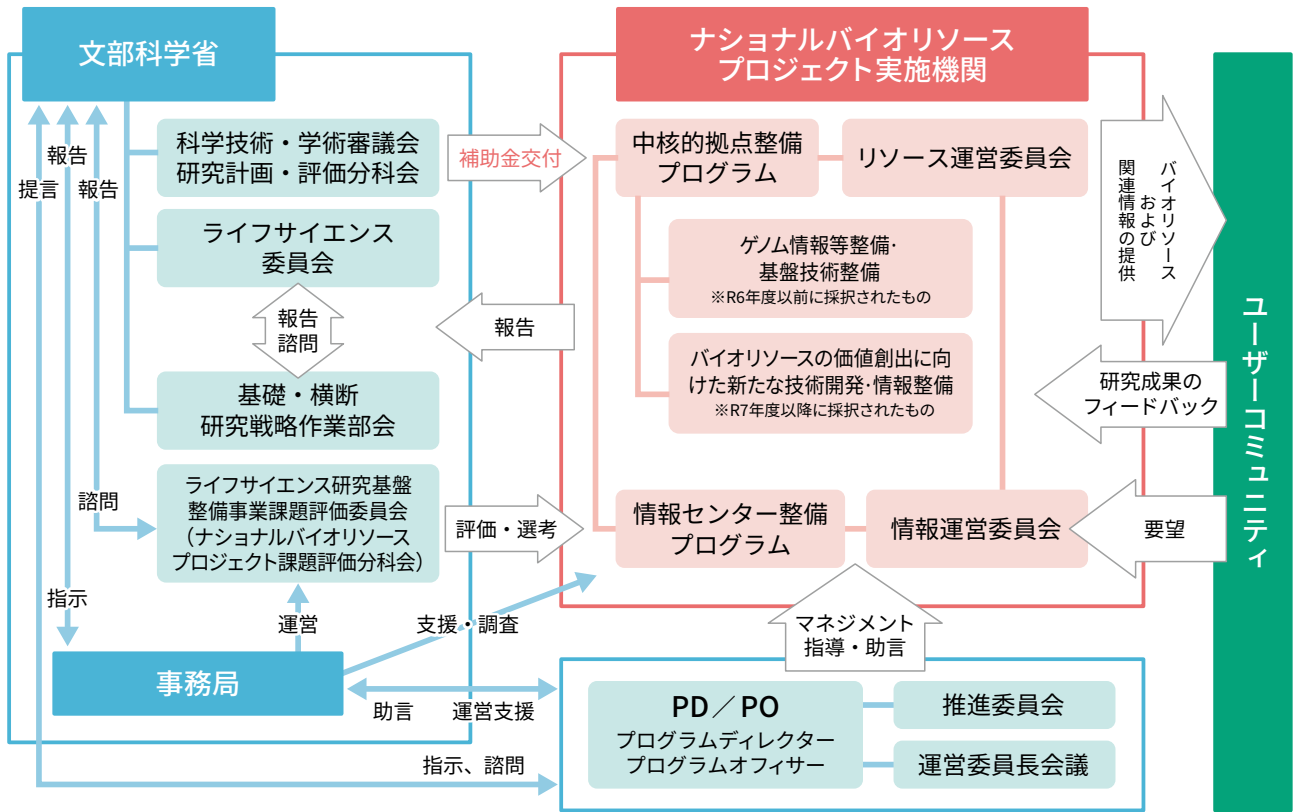 文部科学省
科学技術・学術審議会
研究計画・評価分科会
ライフサイエンス
委員会
報告
諮問
基礎・横断
研究戦略作業部会
ライフサイエンス研究基盤
整備事業課題評価委員会
（ナショナルバイオリソース
プロジェクト課題評価分科会）
報告
提言
報告
諮問
指示
運営
事務局
支援・調査
助言
運営支援
指示、諮問
補助金交付
報告
評価・選考
ナショナルバイオリソース
プロジェクト実施機関
中核的拠点整備
プログラム
リソース運営委員会
ゲノム情報等整備･
基盤技術整備
※R6年度以前に採択されたもの
バイオリソースの価値創出に向
けた新たな技術開発･情報整備
※R7年度以降に採択されたもの
情報センター整備
プログラム
情報運営委員会
マネジメント
指導・助言
PD／PO
プログラムディレクター
プログラムオフィサー
推進委員会
運営委員長会議
バイオリソース
および
関連情報の提供
研究成果の
フィードバック
要望
ユーザーコミュニティ